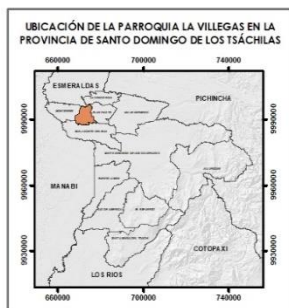 UBICACIÓN DE LA PARROQUIA LA VILLEGAS EN LA
PROVINCIA DE SANTO DOMINGO DE LOS TSÁCHILAS
660000 700000 740000
ESMERALDAS
PICHINCHA
9990000 9990000
9960000 9960000
MANABI
9930000 9930000
COTOPAXI
LOS RIOS
660000 700000 740000